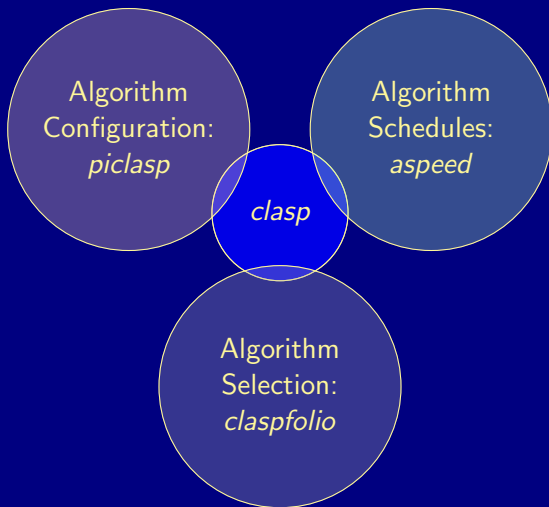 Algorithm
Configuration:
piclasp
Algorithm
Schedules:
aspeed
clasp
Algorithm
Selection:
claspfolio